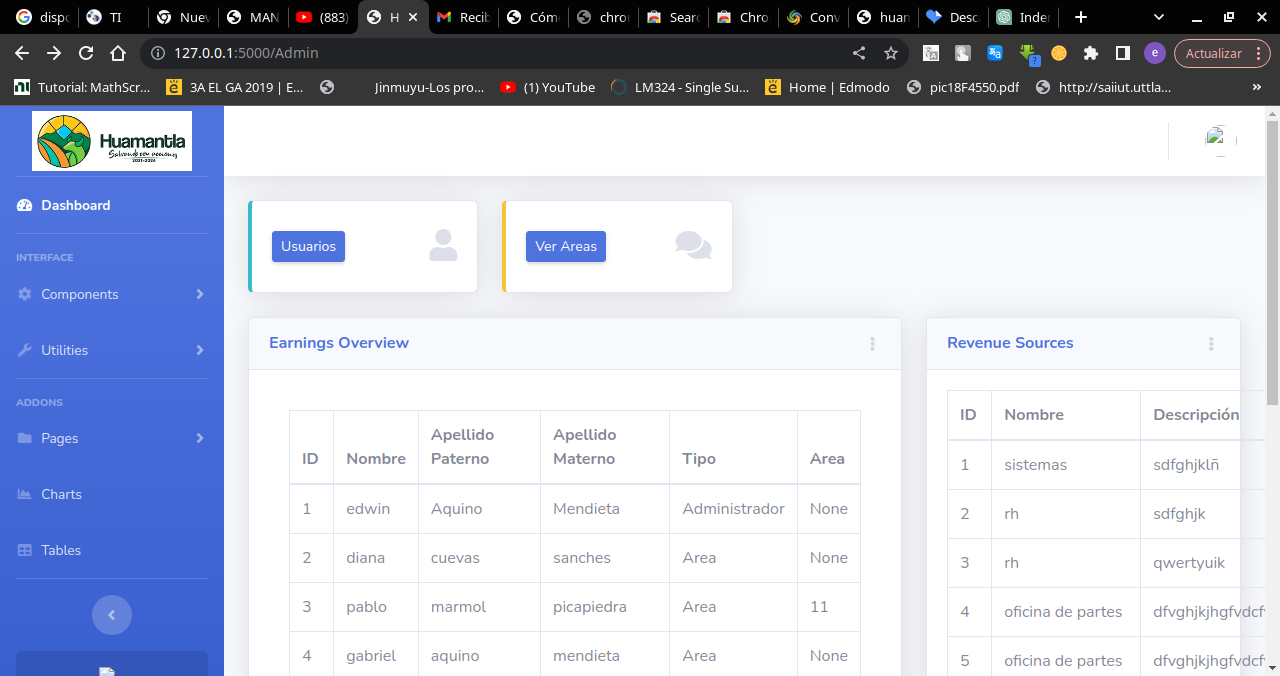 dispo
TI
Nuev
MAN
(883)
H
Recib
Cóm
chror
Searc
Chro
Conv
huan
Desca
Inder
127.0.0.1:5000/Admin
e
Actualizar
Tutorial: MathScr...
3A EL GA 2019 | E...
Jinmuyu-Los pro...
(1) YouTube
LM324 - Single Su...
Home | Edmodo
pic18F4550.pdf
http://saiiut.uttla...
Huamantla
2021-2024
Dashboard
INTERFACE
Components
Utilities
ADDONS
Pages
Charts
Tables
Usuarios
Ver Areas
Earnings Overview
ID Nombre Apellido Paterno Apellido Materno Tipo Area
1 edwin Aquino Mendieta Administrador None
2 diana cuevas sanches Area None
3 pablo marmol picapiedra Area 11
4 gabriel aquino mendieta Area None
Revenue Sources
ID Nombre Descripción
1 sistemas sdfghjklñ
2 rh sdfghjk
3 rh qwertyuik
4 oficina de partes dfvghjkjhgfvdcf
5 oficina de partes dfvghjkjhgfvdcf